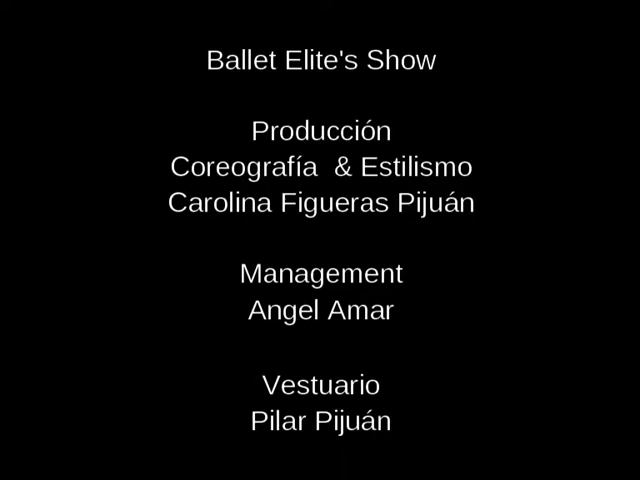 Ballet Elite's Show
Producción
Coreografía & Estilismo
Carolina Figueras Pijuán
Management
Angel Amar
Vestuario
Pilar Pijuán